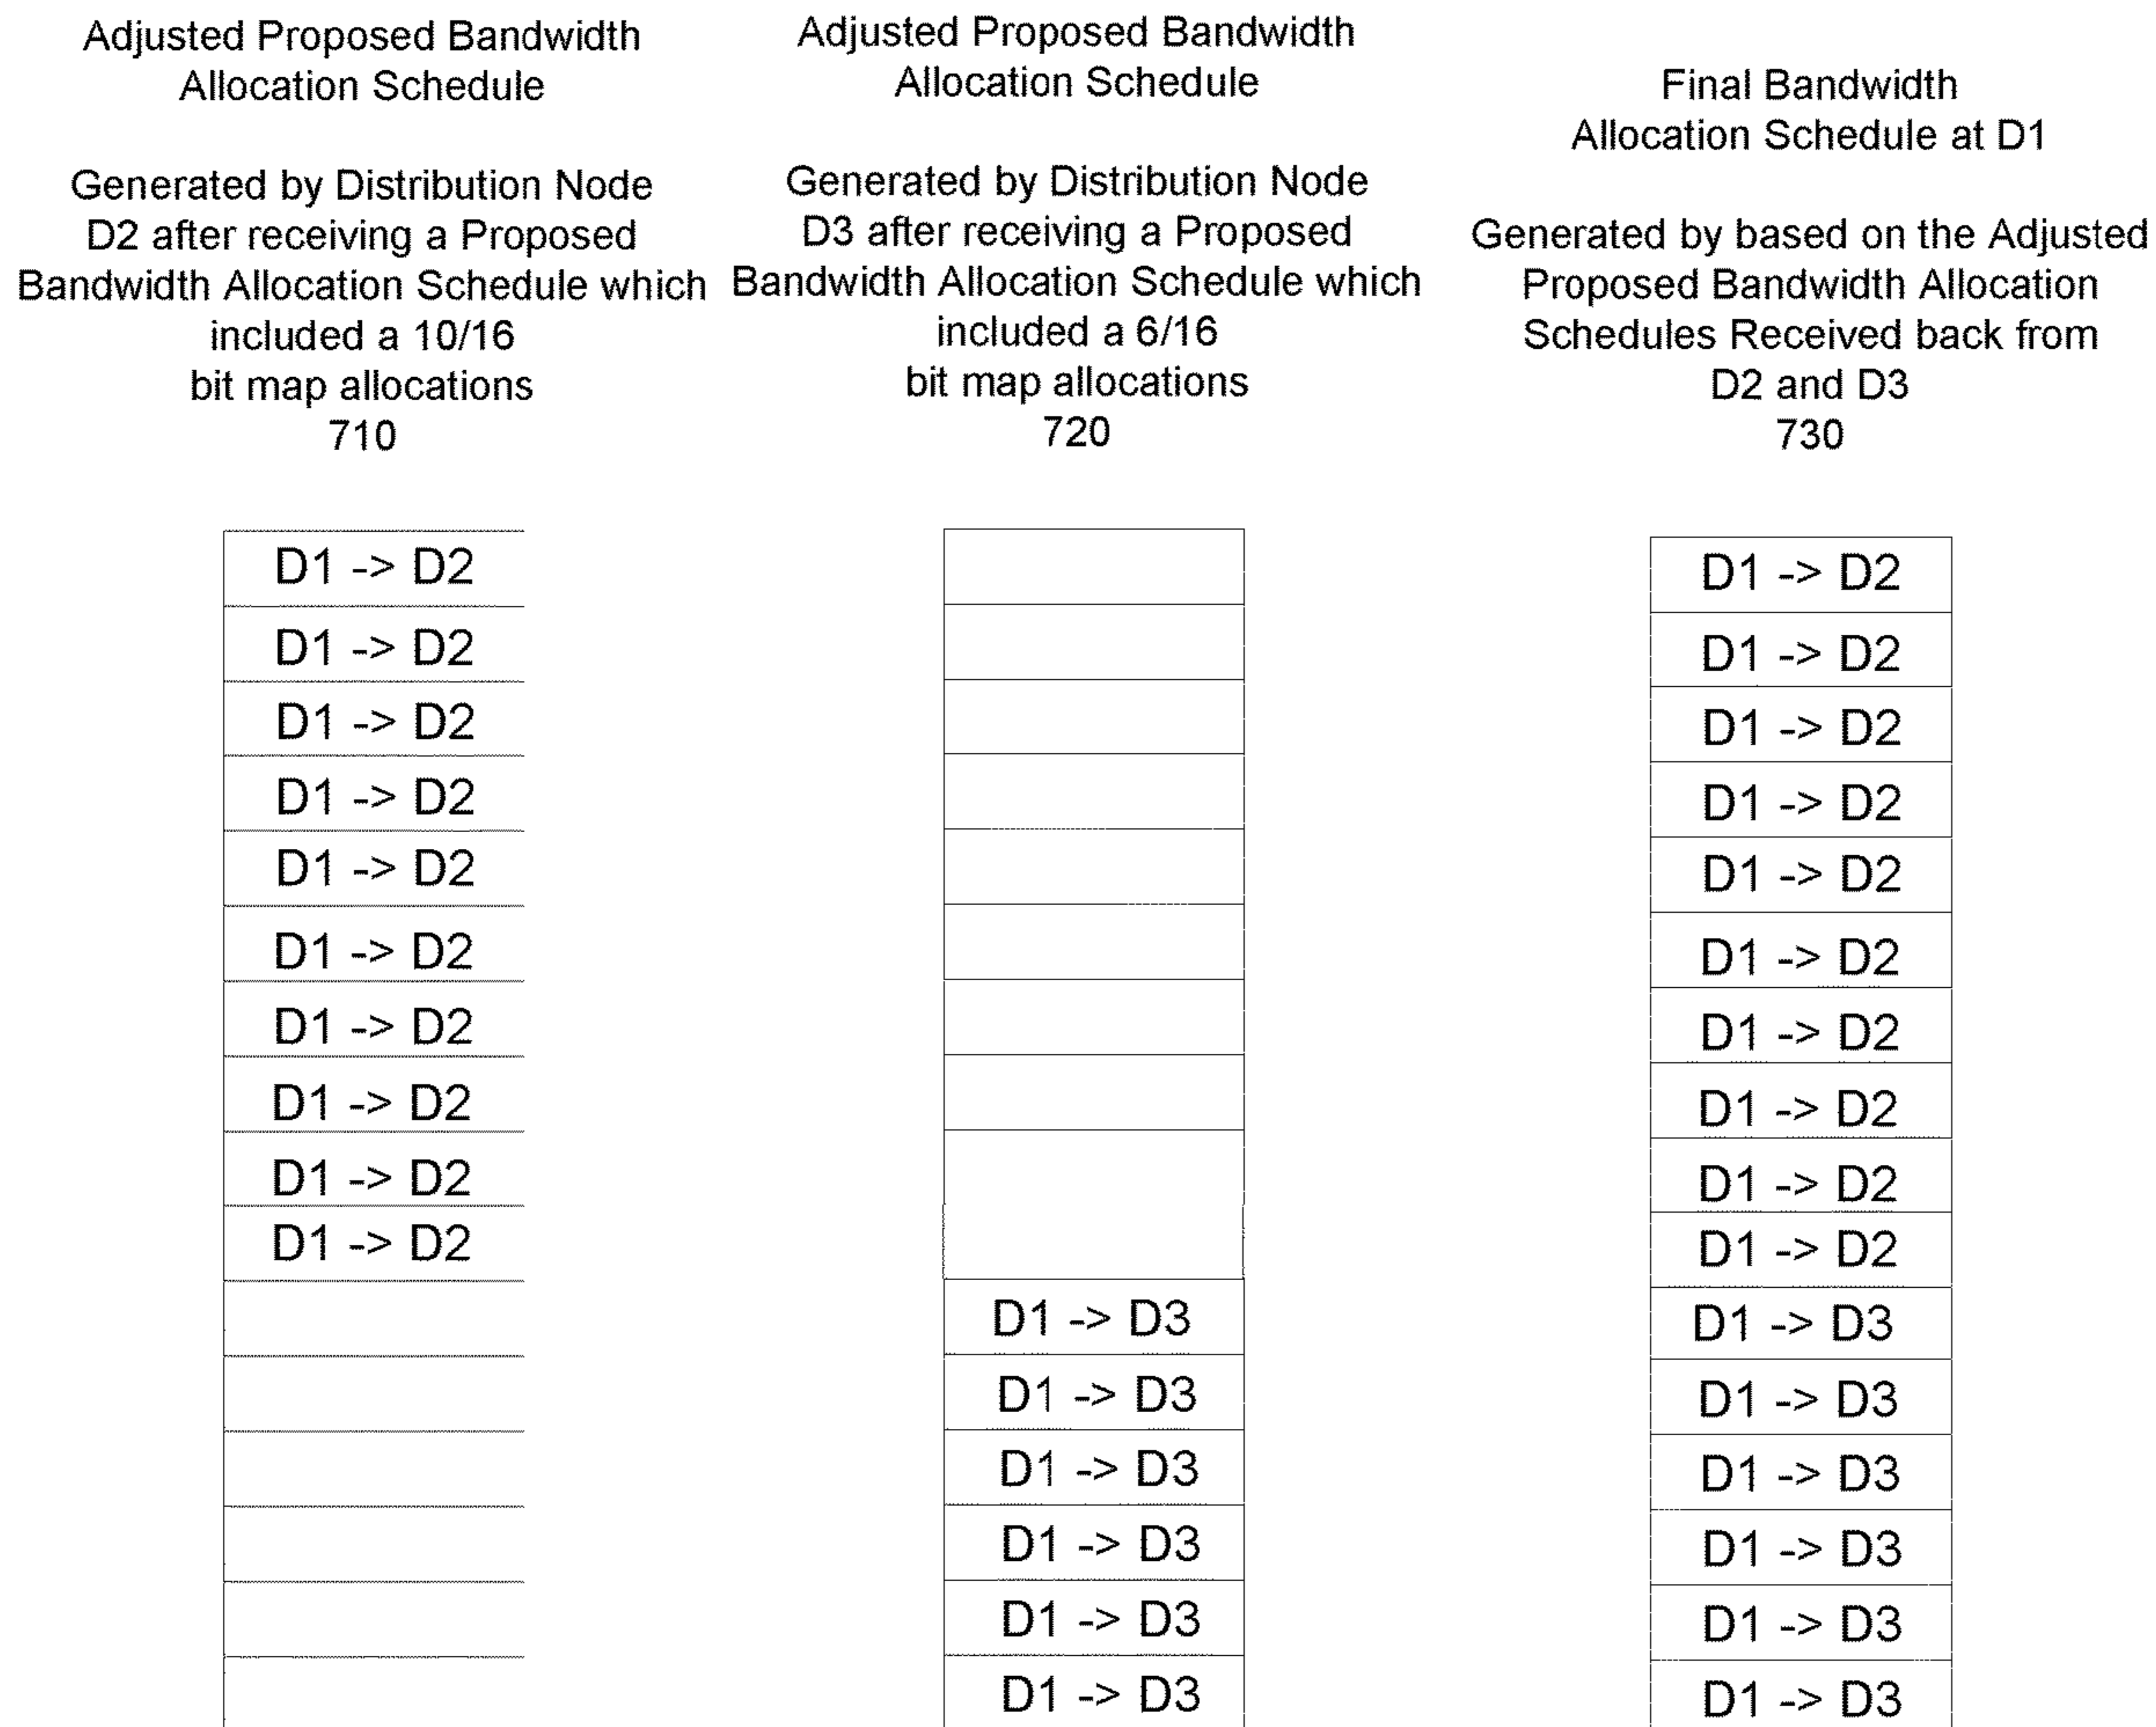 Adjusted Proposed Bandwidth
Allocation Schedule
Generated by Distribution Node
D2 after receiving a Proposed
Bandwidth Allocation Schedule which
included a 10/16
bit map allocations
710
D1 -> D2
D1 -> D2
D1 -> D2
D1 -> D2
D1 -> D2
D1 -> D2
D1 -> D2
D1 -> D2
D1 -> D2
D1 -> D2
Adjusted Proposed Bandwidth
Allocation Schedule
Generated by Distribution Node
D3 after receiving a Proposed
Bandwidth Allocation Schedule which
included a 6/16
bit map allocations
720
D1 -> D3
D1 -> D3
D1 -> D3
D1 -> D3
D1 -> D3
D1 -> D3
Final Bandwidth
Allocation Schedule at D1
Generated by based on the Adjusted
Proposed Bandwidth Allocation
Schedules Received back from
D2 and D3
730
D1 -> D2
D1 -> D2
D1 -> D2
D1 -> D2
D1 -> D2
D1 -> D2
D1 -> D2
D1 -> D2
D1 -> D2
D1 -> D2
D1 -> D3
D1 -> D3
D1 -> D3
D1 -> D3
D1 -> D3
D1 -> D3